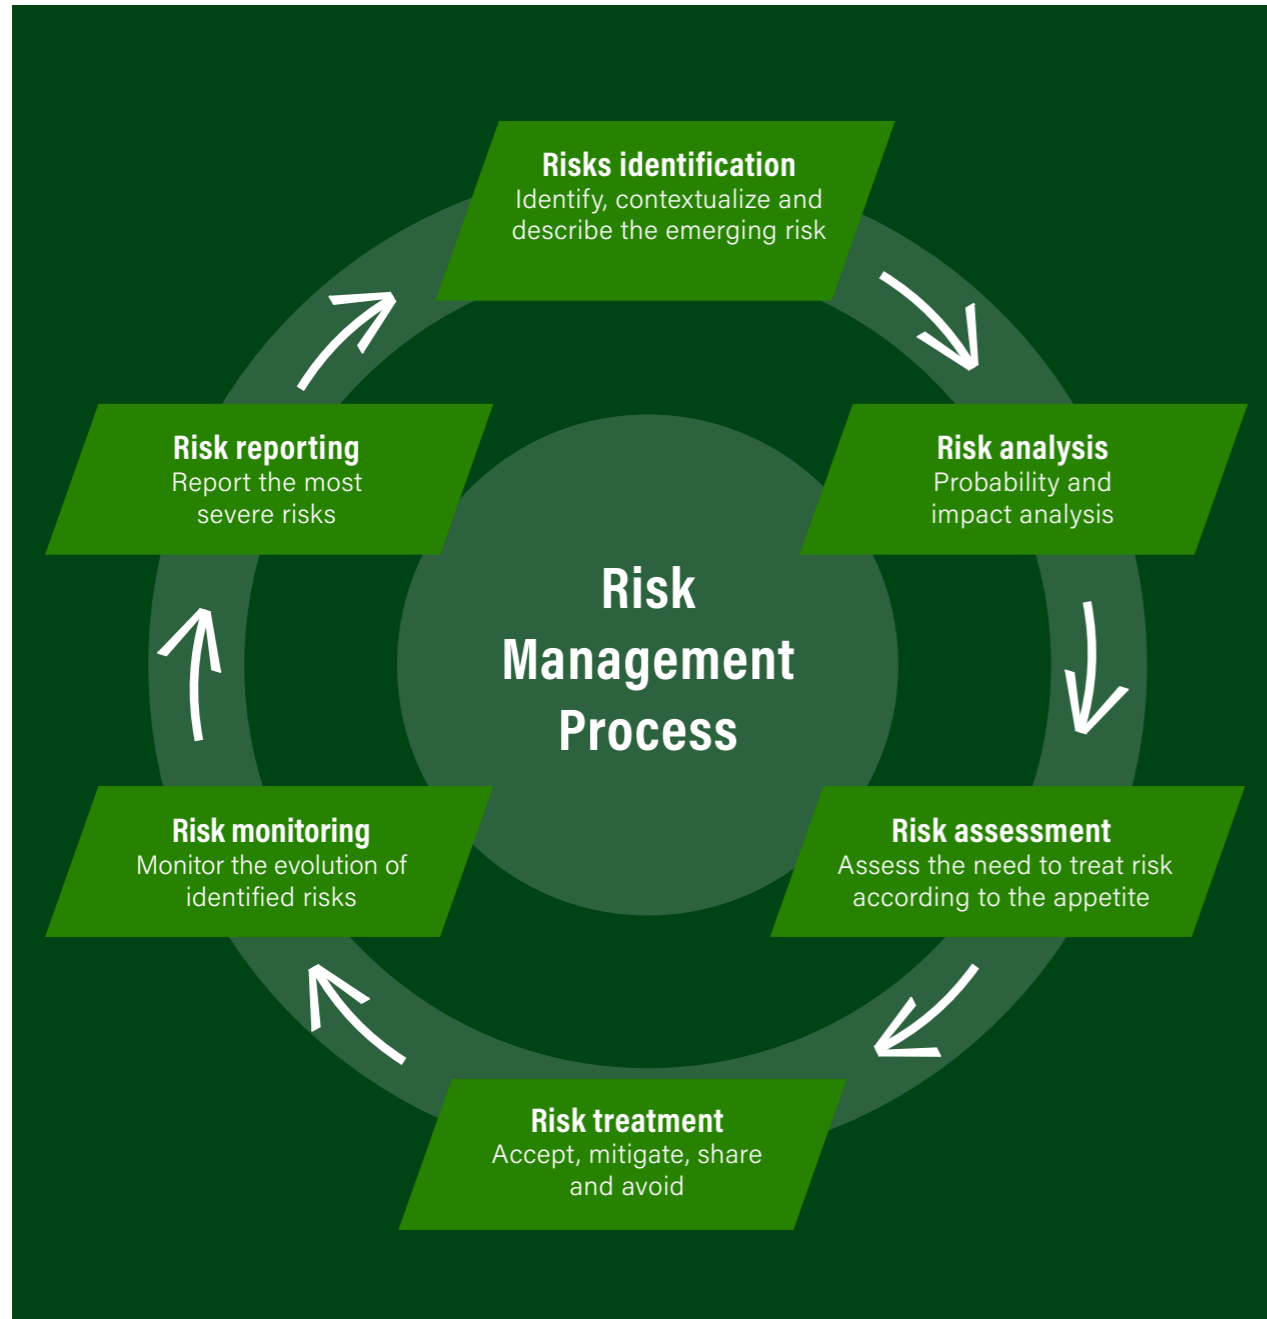 Risks identification
Identify, contextualize and
describe the emerging risk
Risk analysis
Probability and
impact analysis
Risk assessment
Assess the need to treat risk
according to the appetite
Risk treatment
Accept, mitigate, share
and avoid
Risk monitoring
Monitor the evolution of
identified risks
Risk reporting
Report the most
severe risks
Risk
Management
Process